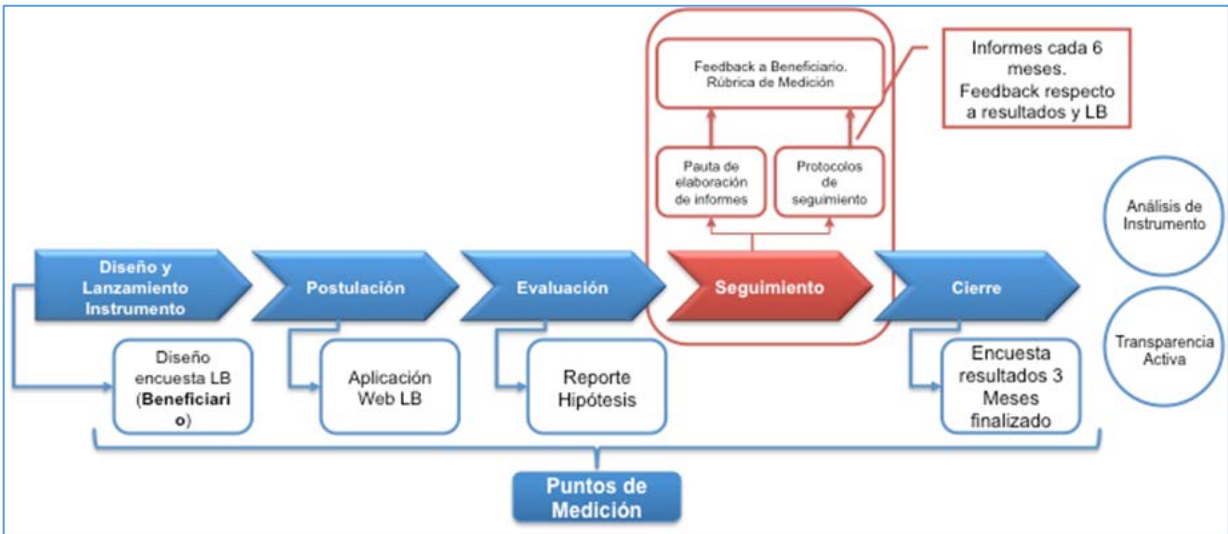 Feedback a Beneficiario.
Rúbrica de Medición
Informes cada 6
meses.
Feedback respecto
a resultados y LB
Pauta de
elaboración
de informes
Protocolos
de
seguimiento
Análisis de
Instrumento
Diseño y
Lanzamiento
Instrumento
Postulación
Evaluación
Seguimiento
Cierre
Transparencia
Activa
Diseño
encuesta LB
(Beneficiari
o)
Aplicación
Web LB
Reporte
Hipótesis
Encuesta
resultados 3
Meses
finalizado
Puntos de
Medición